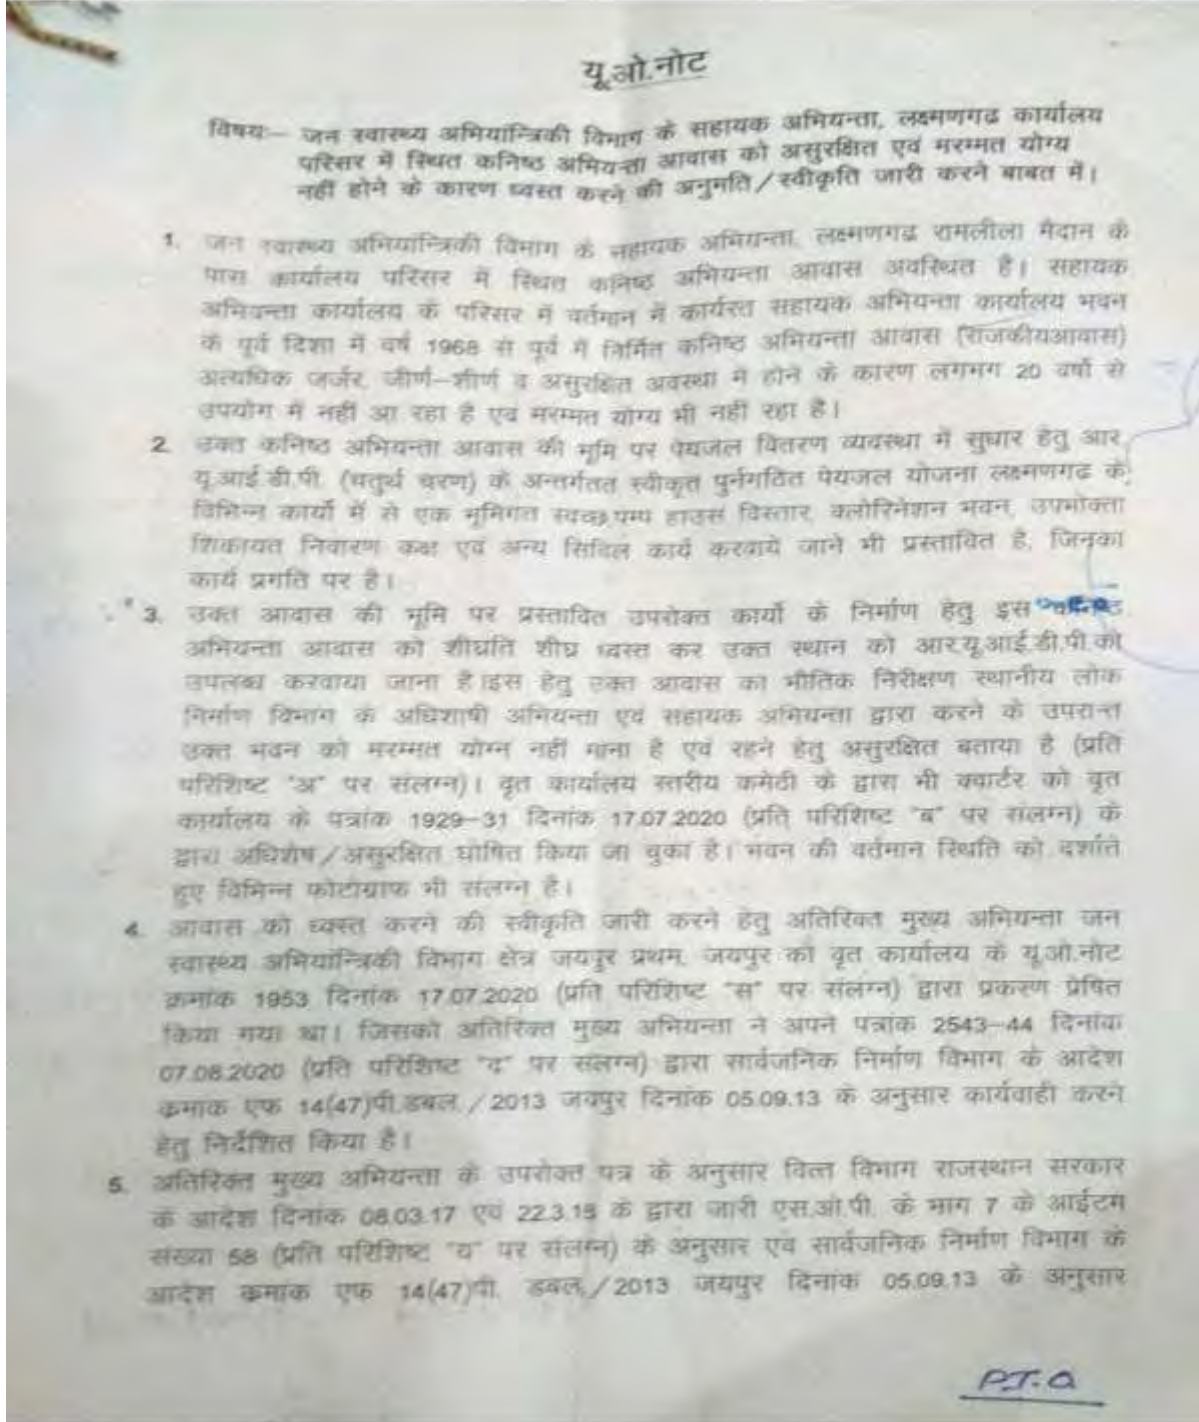 यू.ओ.नोट
विषयः– जन स्वास्थ्य अभियान्त्रिकी विभाग के सहायक अभियन्ता, लक्ष्मणगढ कार्यालय
परिसर में स्थित कनिष्ठ अभियन्ता आवास को असुरक्षित एवं मरम्मत योग्य
नहीं होने के कारण ध्वस्त करने की अनुमति/स्वीकृति जारी करने बाबत में।
1. जन स्वास्थ्य अभियान्त्रिकी विभाग के सहायक अभियन्ता, लक्ष्मणगढ रामलीला मैदान के
पास कार्यालय परिसर में स्थित कनिष्ठ अभियन्ता आवास अवस्थित है। सहायक
अभियन्ता कार्यालय के परिसर में वर्तमान में कार्यरत सहायक अभियन्ता कार्यालय भवन
के पूर्व दिशा में वर्ष 1968 से पूर्व में निर्मित कनिष्ठ अभियन्ता आवास (राजकीयआवास)
अत्यधिक जर्जर, जीर्ण–शीर्ण व असुरक्षित अवस्था में होने के कारण लगभग 20 वर्षो से
उपयोग में नहीं आ रहा है एवं मरम्मत योग्य भी नहीं रहा है।
2. उक्त कनिष्ठ अभियन्ता आवास की भूमि पर पेयजल वितरण व्यवस्था में सुधार हेतु आर
यू.आई.डी.पी. (चतुर्थ चरण) के अन्तर्गतत स्वीकृत पुर्नगठित पेयजल योजना लक्ष्मणगढ के
विभिन्न कार्यो में से एक भूमिगत स्वच्छ पम्प हाउस विस्तार, क्लोरिनेशन भवन, उपभोक्ता
शिकायत निवारण कक्ष एवं अन्य सिविल कार्य करवाये जाने भी प्रस्तावित है, जिनका
कार्य प्रगति पर है।
3. उक्त आवास की भूमि पर प्रस्तावित उपरोक्त कार्यो के निर्माण हेतु इस कनिष्ठ
अभियन्ता आवास को शीघ्रति शीघ्र ध्वस्त कर उक्त स्थान को आर.यू.आई.डी.पी.को
उपलब्ध करवाया जाना है।इस हेतु उक्त आवास का भौतिक निरीक्षण स्थानीय लोक
निर्माण विभाग के अधिशाषी अभियन्ता एवं सहायक अभियन्ता द्वारा करने के उपरान्त
उक्त भवन को मरम्मत योग्न नहीं माना है एवं रहने हेतु असुरक्षित बताया है (प्रति
परिशिष्ट "अ" पर संलग्न)। वृत कार्यालय स्तरीय कमेठी के द्वारा भी क्वार्टर को वृत
कार्यालय के पत्रांक 1929–31 दिनांक 17.07.2020 (प्रति परिशिष्ट "ब" पर संलग्न) के
द्वारा अधिशेष/असुरक्षित घोषित किया जा चुका है। भवन की वर्तमान स्थिति को दर्शाते
हुए विभिन्न फोटोग्राफ भी संलग्न है।
4. आवास को ध्वस्त करने की स्वीकृति जारी करने हेतु अतिरिक्त मुख्य अभियन्ता जन
स्वास्थ्य अभियान्त्रिकी विभाग क्षेत्र जयपुर प्रथम, जयपुर को वृत कार्यालय के यू.ओ.नोट
क्रमांक 1953 दिनांक 17.07.2020 (प्रति परिशिष्ट "स" पर संलग्न) द्वारा प्रकरण प्रेषित
किया गया था। जिसको अतिरिक्त मुख्य अभियन्ता ने अपने पत्रांक 2543–44 दिनांक
07.08.2020 (प्रति परिशिष्ट "द" पर संलग्न) द्वारा सार्वजनिक निर्माण विभाग के आदेश
क्रमांक एफ 14(47)पी.डबल./2013 जयपुर दिनांक 05.09.13 के अनुसार कार्यवाही करने
हेतु निर्देशित किया है।
5. अतिरिक्त मुख्य अभियन्ता के उपरोक्त पत्र के अनुसार वित्त विभाग राजस्थान सरकार
के आदेश दिनांक 08.03.17 एवं 22.3.18 के द्वारा जारी एस.ओ.पी. के भाग 7 के आईटम
संख्या 58 (प्रति परिशिष्ट "य" पर संलग्न) के अनुसार एवं सार्वजनिक निर्माण विभाग के
आदेश क्रमांक एफ 14(47)पी. डबल./2013 जयपुर दिनांक 05.09.13 के अनुसार
P.T.O